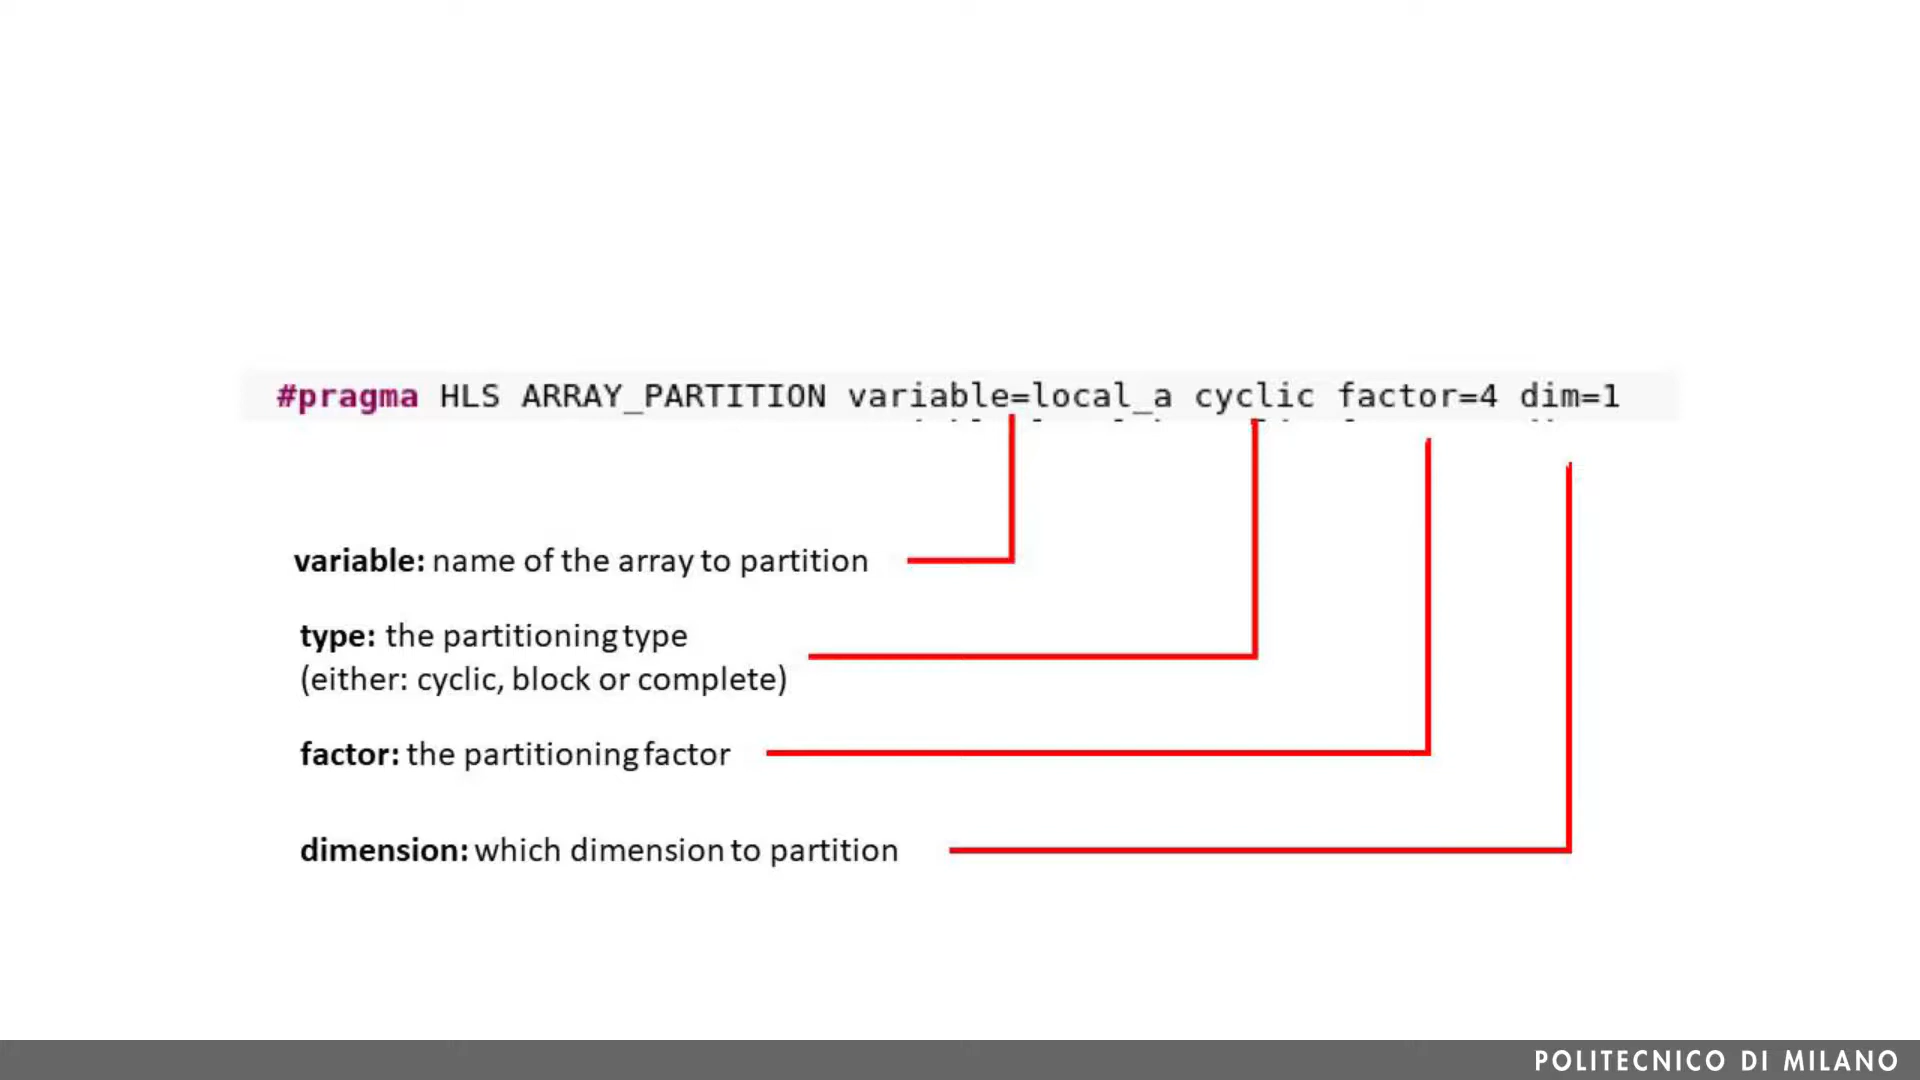 #pragma HLS ARRAY_PARTITION variable=local_a cyclic factor=4 dim=1
variable: name of the array to partition
type: the partitioning type
(either: cyclic, block or complete)
factor: the partitioning factor
dimension: which dimension to partition
POLITECNICO DI MILANO